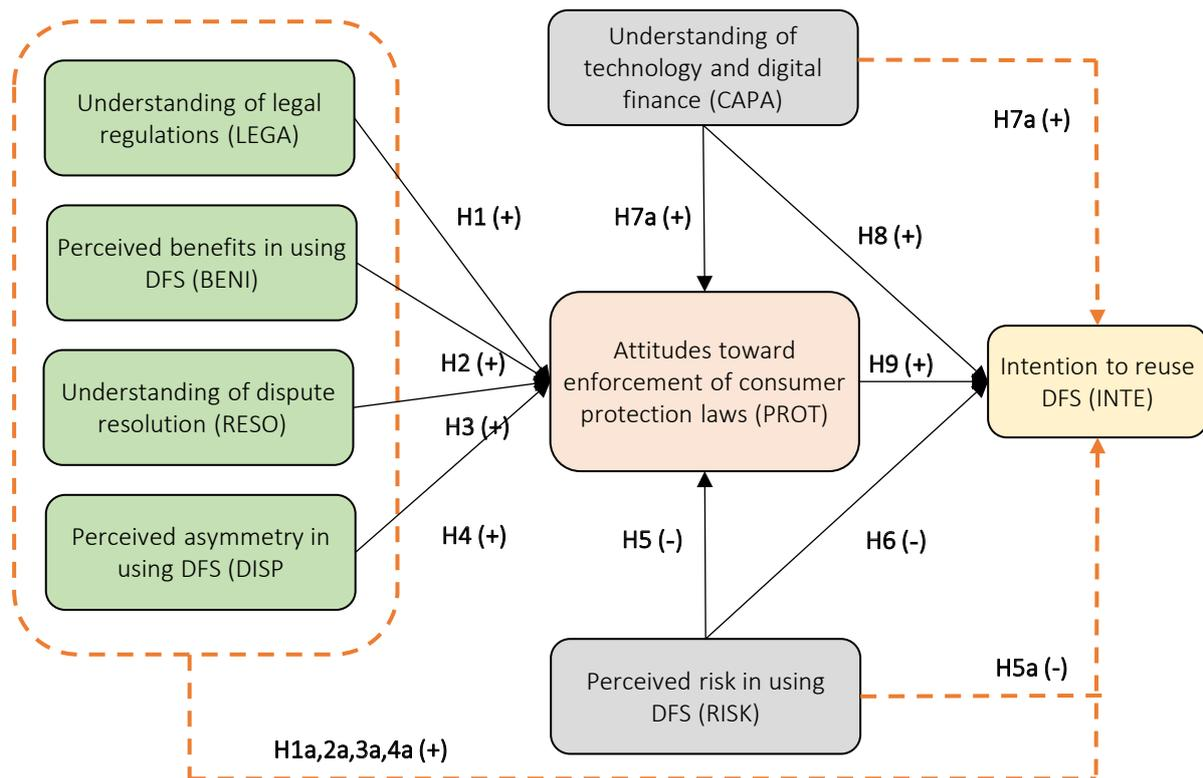 Understanding of legal
regulations (LEGA)
Perceived benefits in using
DFS (BENI)
Understanding of dispute
resolution (RESO)
Perceived asymmetry in
using DFS (DISP
H1 (+)
H2 (+)
H3 (+)
H4 (+)
Understanding of
technology and digital
finance (CAPA)
H7a (+)
H8 (+)
H7a (+)
Attitudes toward
enforcement of consumer
protection laws (PROT)
H9 (+)
Intention to reuse
DFS (INTE)
H5 (-)
H6 (-)
Perceived risk in using
DFS (RISK)
H5a (-)
H1a,2a,3a,4a (+)